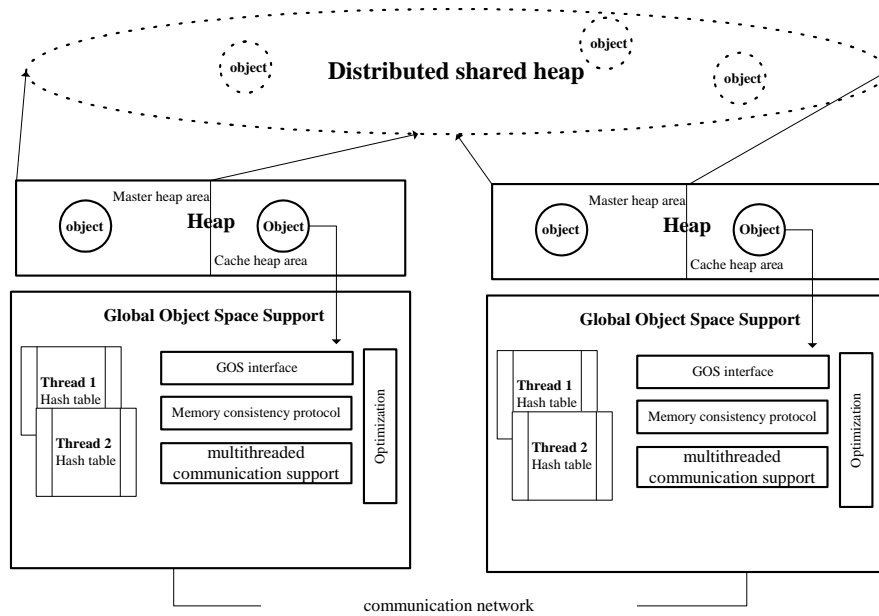 object
object
object
Distributed shared heap
Master heap area
object
Heap
Object
Cache heap area
Master heap area
object
Heap
Object
Cache heap area
Global Object Space Support
Thread 1
Hash table
Thread 2
Hash table
GOS interface
Memory consistency protocol
multithreaded
communication support
Optimization
Global Object Space Support
Thread 1
Hash table
Thread 2
Hash table
GOS interface
Memory consistency protocol
multithreaded
communication support
Optimization
communication network